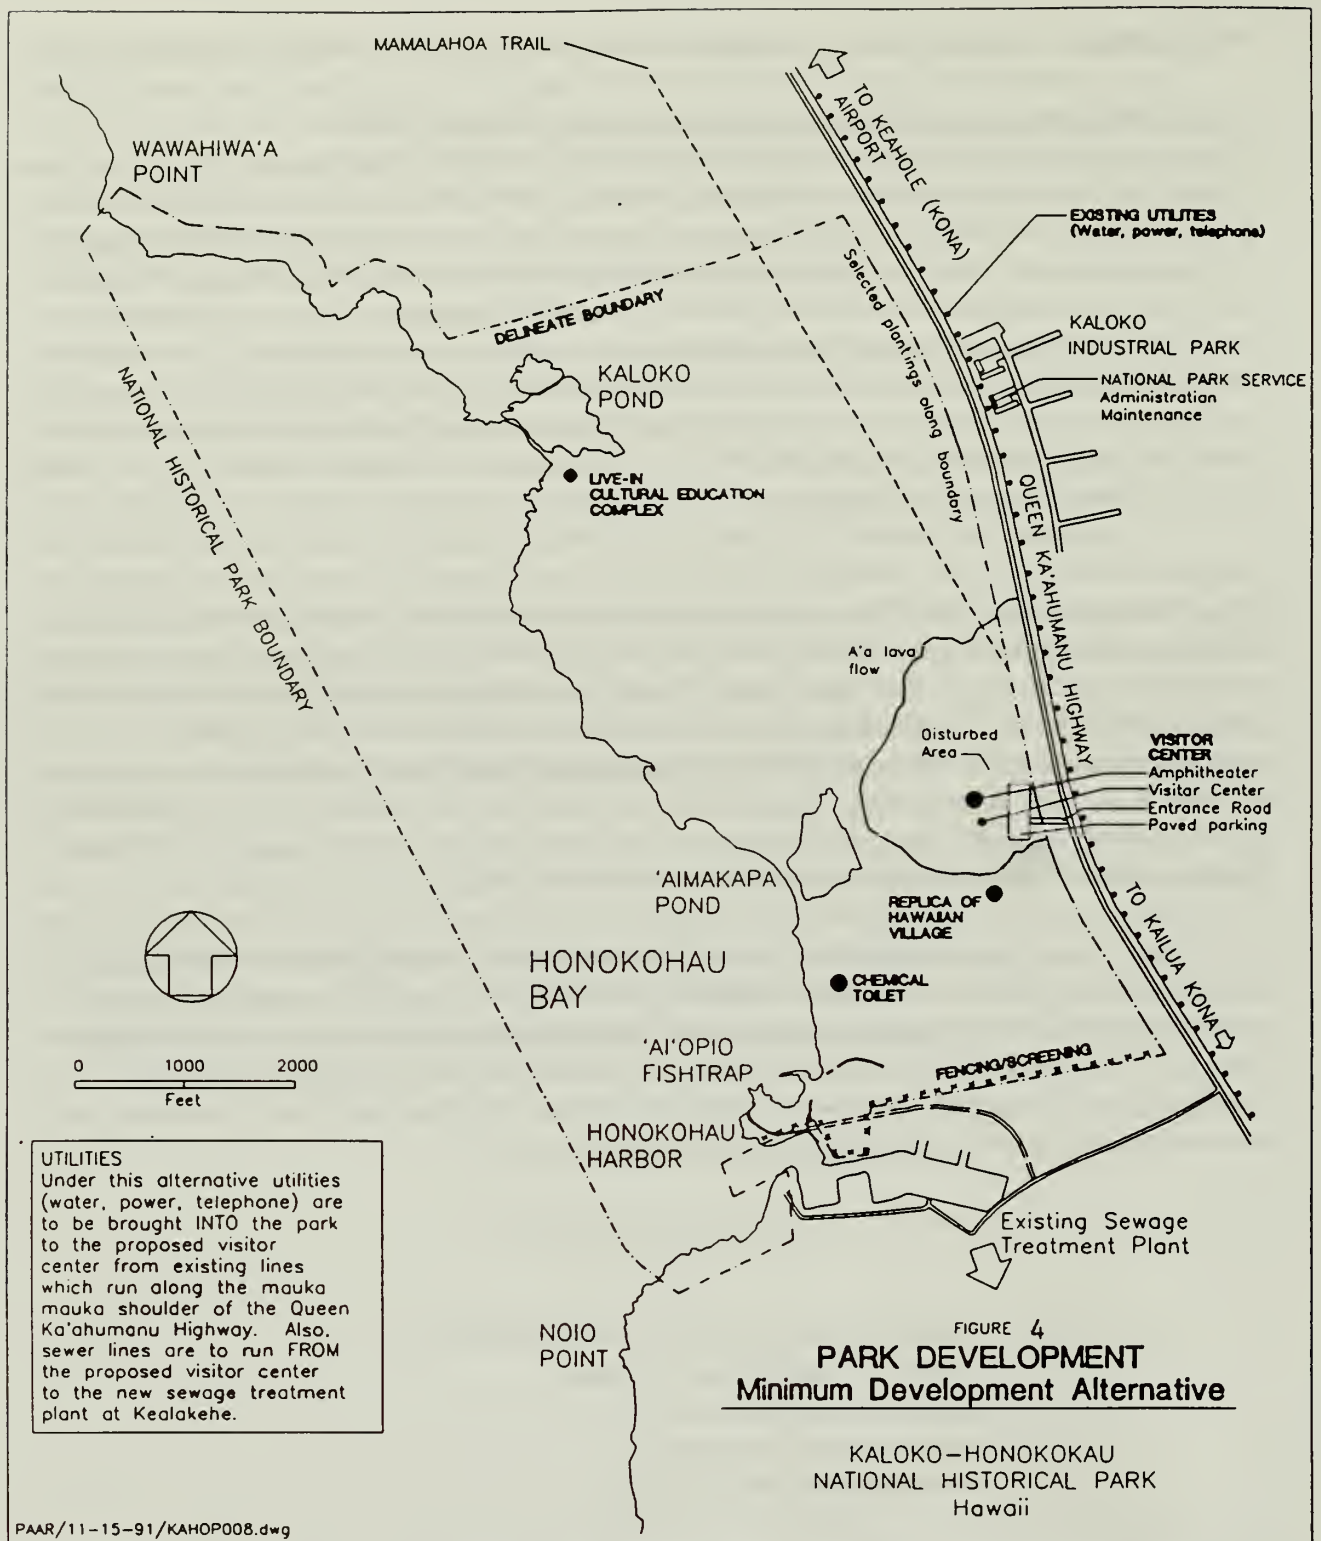 MAMALAHOA TRAIL
TO KEAHOLE (KONA)
AIRPORT
WAWAHIWA'A
POINT
EXISTING UTILITIES
(Water, power, telephone)
Selected plantings along boundary
DELINEATE BOUNDARY
KALOKO
INDUSTRIAL PARK
NATIONAL PARK SERVICE
Administration
Maintenance
KALOKO
POND
NATIONAL HISTORICAL PARK BOUNDARY
LIVE-IN
CULTURAL EDUCATION
COMPLEX
QUEEN KA'AHUMANU HIGHWAY
A'a lava
flow
Disturbed
Area
VISITOR
CENTER
Amphitheater
Visitar Center
Entrance Road
Paved parking
'AIMAKAPA
POND
REPLICA OF
HAWAIIAN
VILLAGE
TO KAILUA KONA
HONOKOHAU
BAY
CHEMICAL
TOILET
'AI'OPIO
FISHTRAP
FENCING/SCREENING
0 1000 2000
Feet
HONOKOHAU
HARBOR
UTILITIES
Under this alternative utilities
(water, power, telephone) are
to be brought INTO the park
to the proposed visitor
center from existing lines
which run along the mauka
mauka shoulder of the Queen
Ka'ahumanu Highway. Also,
sewer lines are to run FROM
the proposed visitor center
to the new sewage treatment
plant at Kealakehe.
Existing Sewage
Treatment Plant
NOIO
POINT
FIGURE 4
PARK DEVELOPMENT
Minimum Development Alternative
KALOKO-HONOKOKAU
NATIONAL HISTORICAL PARK
Hawaii
PAAR/11-15-91/KAHOP008.dwg